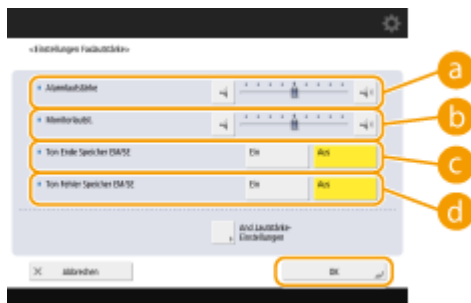 <Einstellungen Faxlautstärke>
Alarmlautstärke
a
Monitorlautst.
b
Ton Ende Speicher EM/SE
Ein
Aus
c
Ton Fehler Speicher EM/SE
Ein
Aus
d
And.Lautstärke-
Einstellungen
Abbrechen
OK